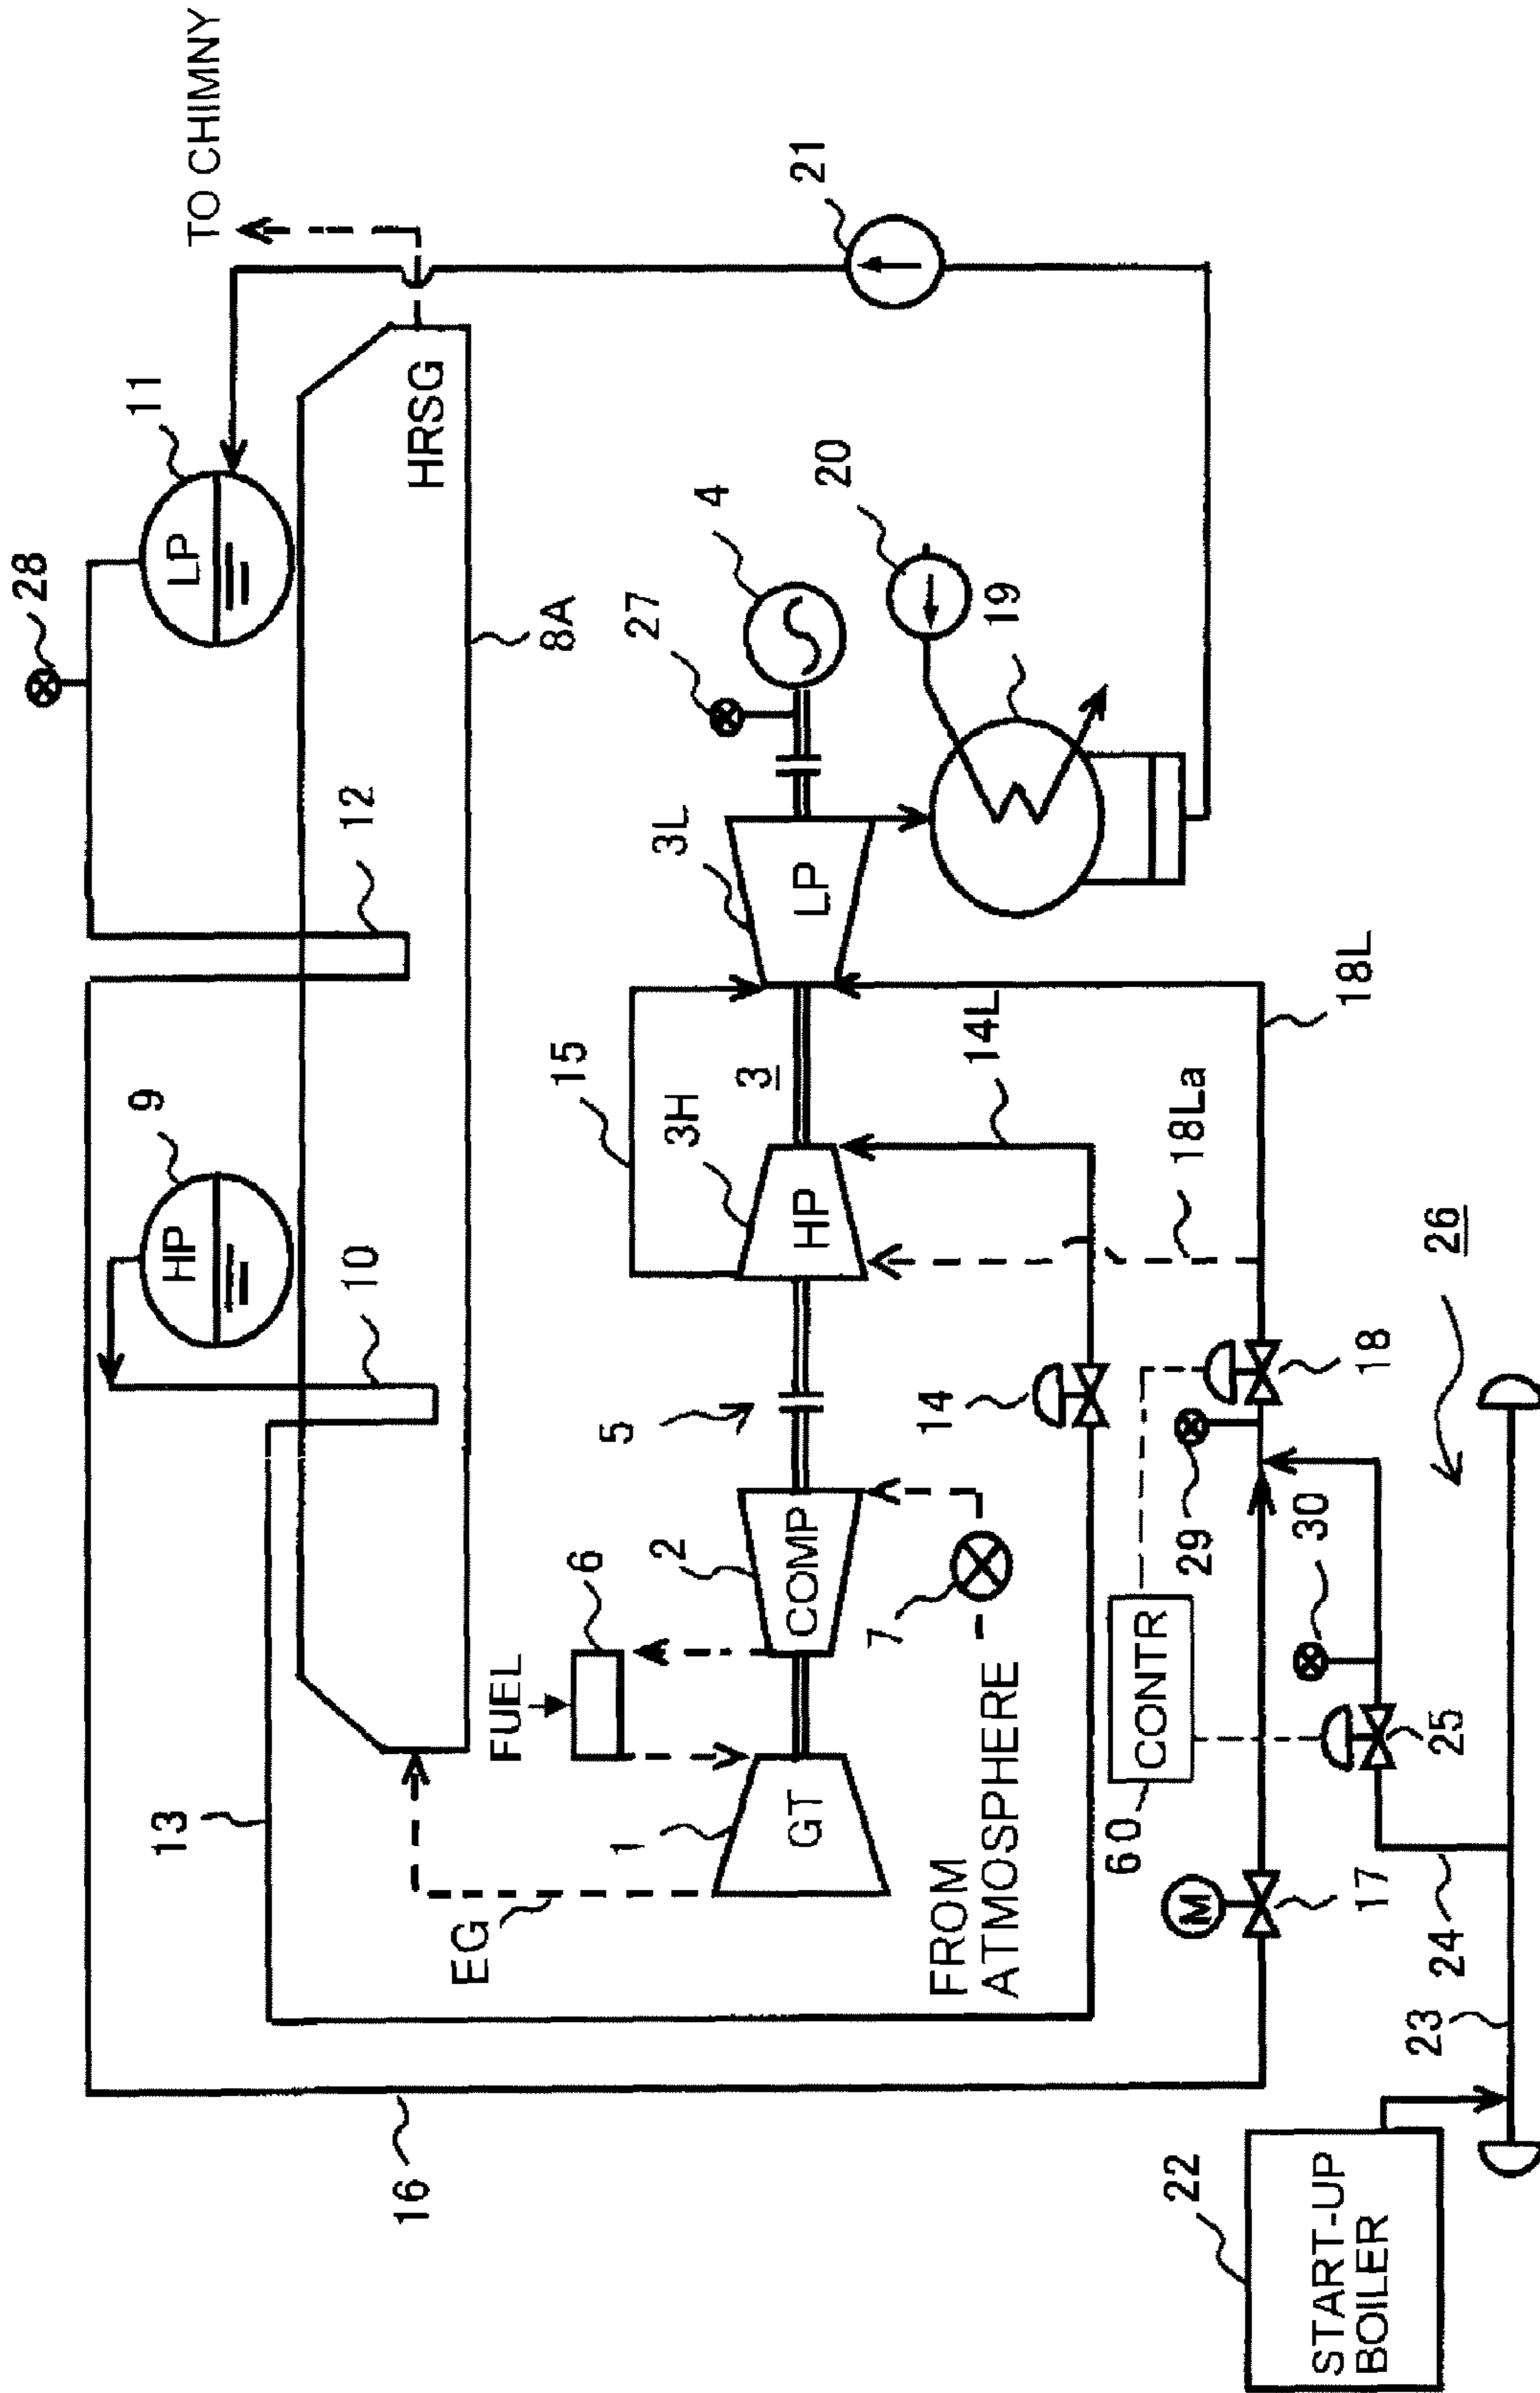 TO CHIMNY
28
11
LP
21
HRSG
8A
12
9
HP
10
13
16
EG
FUEL
6
1
GT
2
COMP
5
3H
HP
15
3
3L
LP
27
4
20
19
14L
18L
18La
14
7
FROM
ATMOSPHERE
CONTR
60
29
18
30
26
25
M
17
24
23
22
START-UP
BOILER